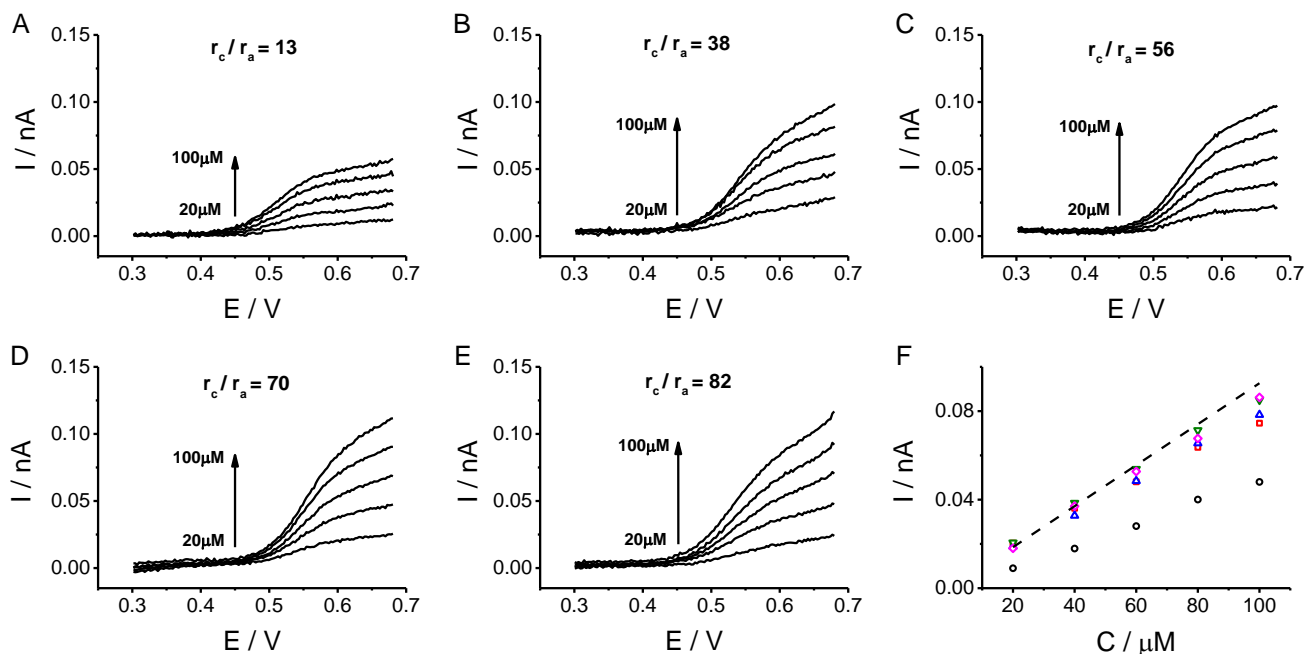 A
r_c / r_a = 13
100µM
20µM
0.15
0.10
0.05
0.00
I / nA
0.3 0.4 0.5 0.6 0.7
E / V
B
r_c / r_a = 38
100µM
20µM
0.15
0.10
0.05
0.00
I / nA
0.3 0.4 0.5 0.6 0.7
E / V
C
r_c / r_a = 56
100µM
20µM
0.15
0.10
0.05
0.00
I / nA
0.3 0.4 0.5 0.6 0.7
E / V
D
r_c / r_a = 70
100µM
20µM
0.15
0.10
0.05
0.00
I / nA
0.3 0.4 0.5 0.6 0.7
E / V
E
r_c / r_a = 82
100µM
20µM
0.15
0.10
0.05
0.00
I / nA
0.3 0.4 0.5 0.6 0.7
E / V
F
0.08
0.04
0.00
I / nA
20 40 60 80 100
C / µM